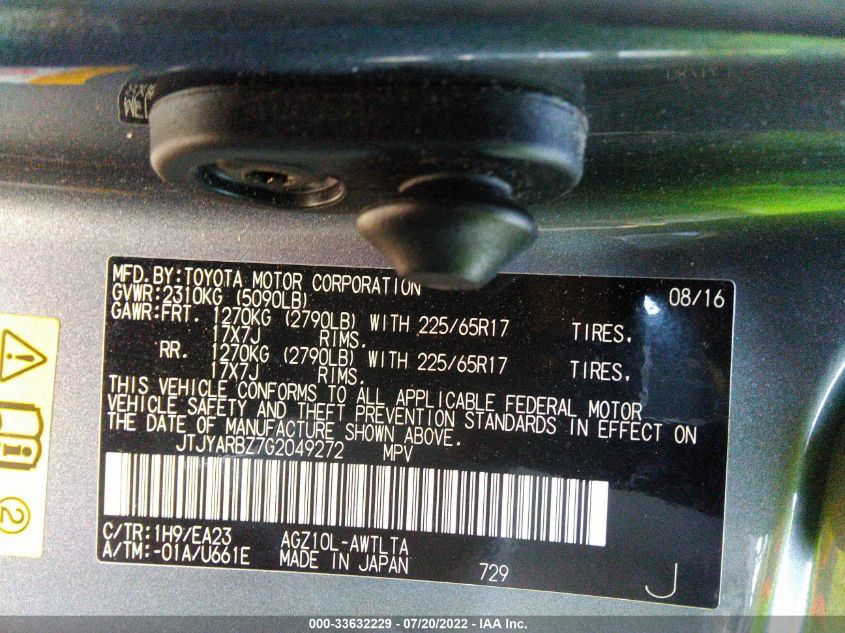 MFD.BY:TOYOTA MOTOR CORPORATION 08/16
GVWR:2310KG (5090LB)
GAWR:FRT. 1270KG (2790LB) WITH 225/65R17 TIRES.
17X7J RIMS.
RR. 1270KG (2790LB) WITH 225/65R17 TIRES,
17X7J RIMS.
THIS VEHICLE CONFORMS TO ALL APPLICABLE FEDERAL MOTOR
VEHICLE SAFETY AND THEFT PREVENTION STANDARDS IN EFFECT ON
THE DATE OF MANUFACTURE SHOWN ABOVE.
JTJYARBZ7G2049272 MPV
C/TR:1H9/EA23 AGZ10L-AWTLTA
A/TM:-01A/U661E MADE IN JAPAN 729 J
2
000-33632229 - 07/20/2022 - IAA Inc.